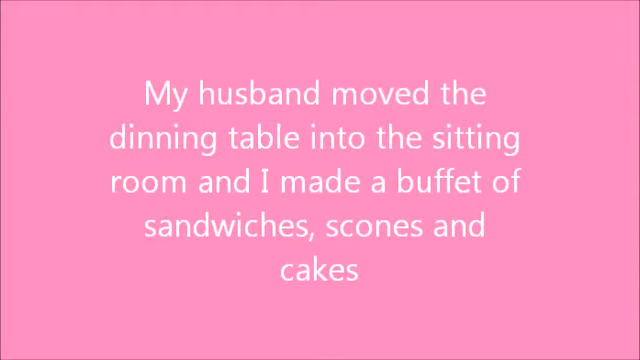 My husband moved the
dinning table into the sitting
room and I made a buffet of
sandwiches, scones and
cakes